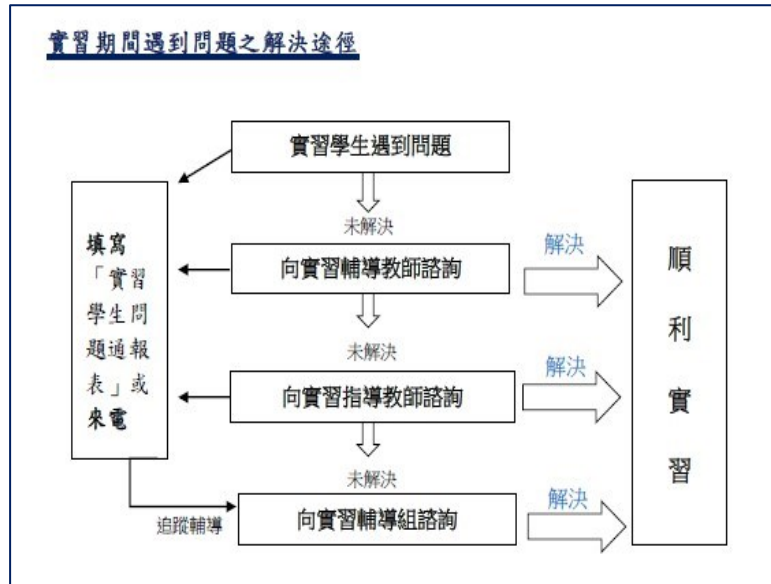 實習期間遇到問題之解決途徑
實習學生遇到問題
未解決
向實習輔導教師諮詢
解決
未解決
向實習指導教師諮詢
解決
未解決
向實習輔導組諮詢
解決
填寫
「實習
學生問
題通報
表」或
來電
追蹤輔導
順
利
實
習